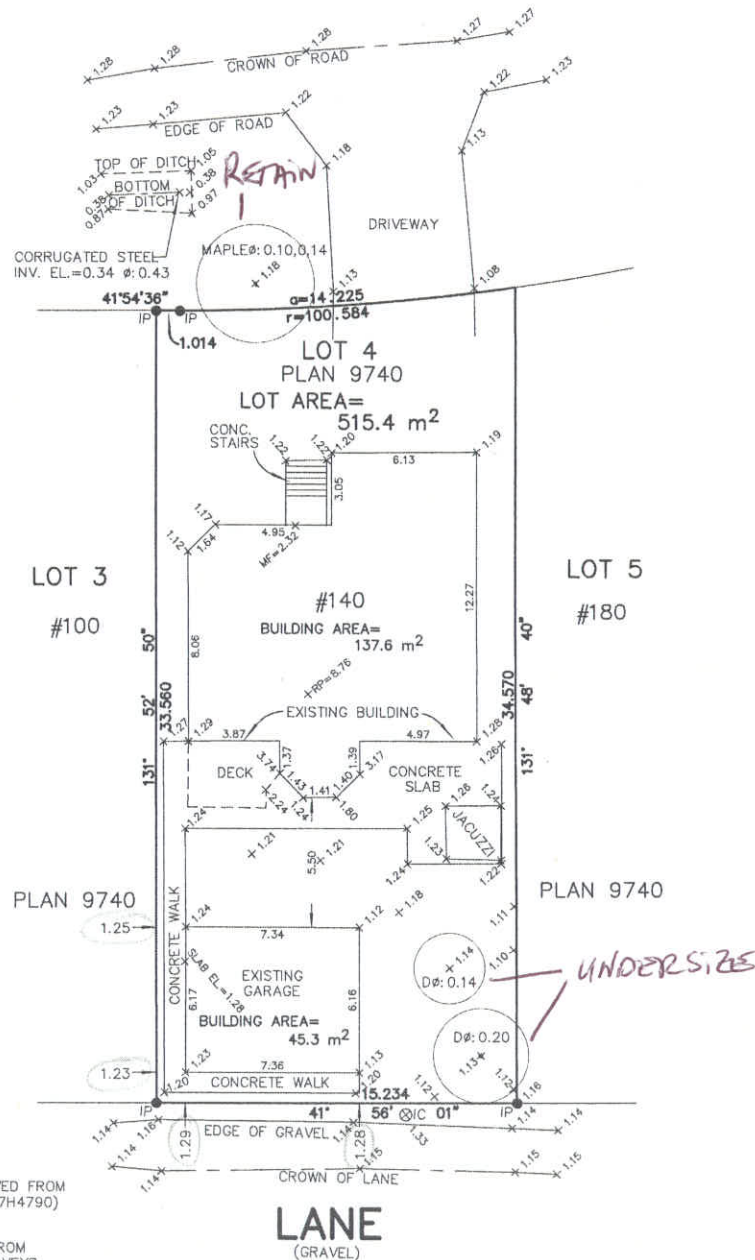 1.28
1.28
1.28
1.27
1.27
CROWN OF ROAD
1.23
1.23
1.22
1.22
1.23
EDGE OF ROAD
1.18
1.13
TOP OF DITCH
1.05
1.03
BOTTOM
0.38
0.38
OF DITCH
0.87
0.97
RETAIN
DRIVEWAY
MAPLEø: 0.10,0.14
1.18
CORRUGATED STEEL
INV. EL.=0.34 ø:0.43
1.13
1.08
41°54'36"
a=14.225
IP
IP
r=100.584
1.014
LOT 4
PLAN 9740
LOT AREA=
515.4 m²
CONC.
STAIRS
1.22
1.22
1.20
1.19
6.13
3.05
1.17
4.95
MF=2.32
1.12
1.64
LOT 3
#100
LOT 5
#180
#140
BUILDING AREA=
137.6 m²
12.27
8.06
RP=8.76
131° 52' 50"
33.560
131° 48' 40"
34.570
EXISTING BUILDING
1.27
1.29
3.87
4.97
1.28
1.26
DECK
1.37
3.74
1.43
1.41
1.40
1.39
3.17
CONCRETE
SLAB
2.24
1.24
1.80
1.26
1.24
JACUZZI
1.24
1.25
1.21
1.21
5.50
1.24
1.23
1.22
PLAN 9740
PLAN 9740
1.18
1.11
1.25
1.24
7.34
1.12
1.10
CONCRETE WALK
SLAB EL.=1.28
EXISTING
GARAGE
6.17
6.16
BUILDING AREA=
45.3 m²
1.14
Dø: 0.14
UNDERSIZE
Dø: 0.20
1.13
1.23
1.23
7.36
1.13
1.20
CONCRETE WALK
1.20
15.234
1.12
1.12
1.16
IP
41° 56' 01"
IC
IP
1.14
1.16
EDGE OF GRAVEL
1.14
1.33
1.14
1.14
1.29
1.28
1.14
1.14
CROWN OF LANE
1.15
1.15
1.15
ED FROM
7H4790)
LANE
(GRAVEL)
ROM